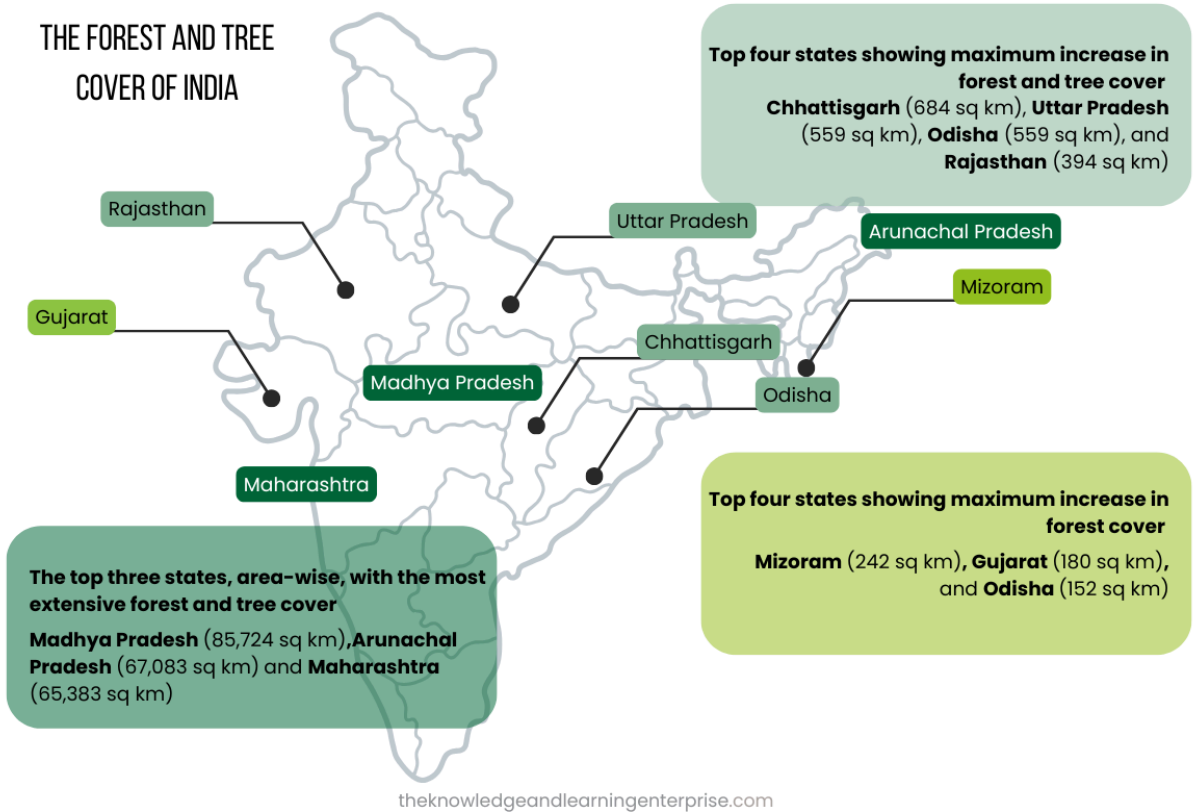 THE FOREST AND TREE
COVER OF INDIA
Top four states showing maximum increase in
forest and tree cover
Chhattisgarh (684 sq km), Uttar Pradesh
(559 sq km), Odisha (559 sq km), and
Rajasthan (394 sq km)
Rajasthan
Uttar Pradesh
Arunachal Pradesh
Mizoram
Gujarat
Chhattisgarh
Madhya Pradesh
Odisha
Maharashtra
Top four states showing maximum increase in
forest cover
Mizoram (242 sq km), Gujarat (180 sq km),
and Odisha (152 sq km)
The top three states, area-wise, with the most
extensive forest and tree cover
Madhya Pradesh (85,724 sq km),Arunachal
Pradesh (67,083 sq km) and Maharashtra
(65,383 sq km)
theknowledgeandlearningenterprise.com